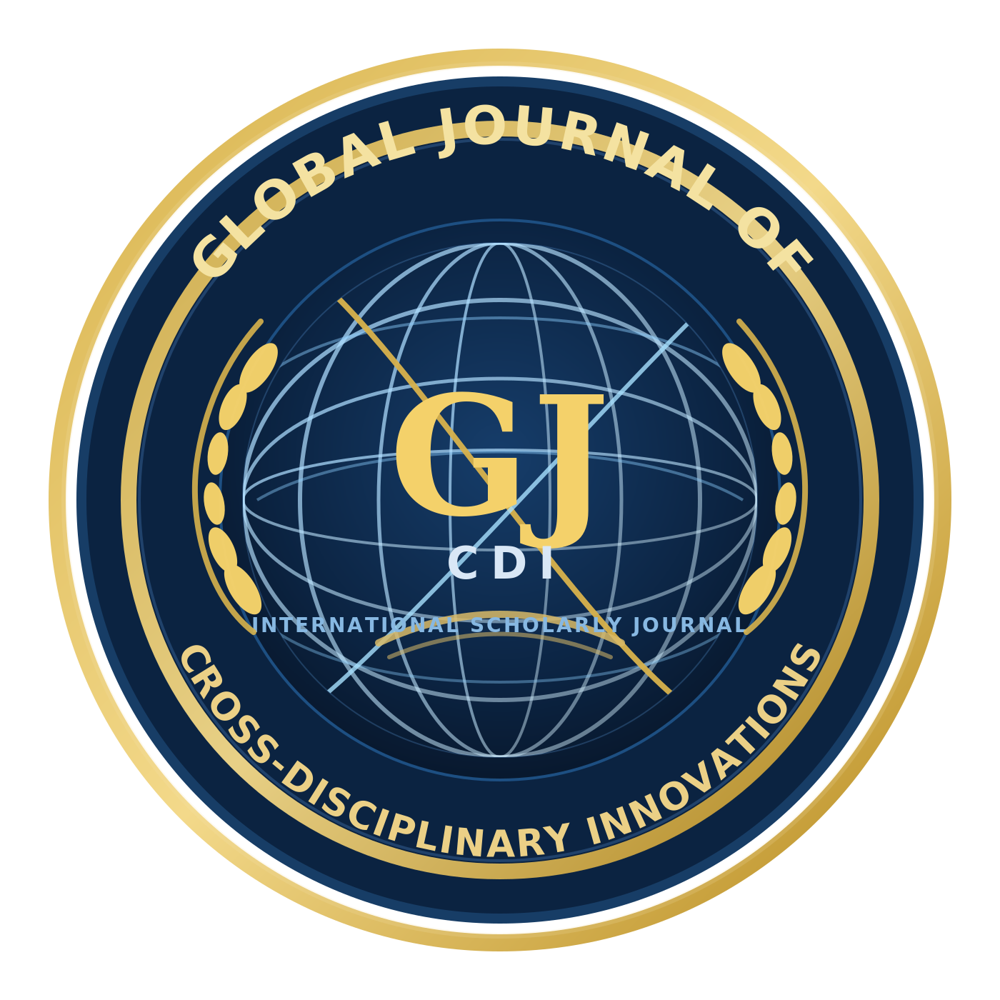 GLOBAL JOURNAL OF
GJ
CDI
INTERNATIONAL SCHOLARLY JOURNAL
CROSS-DISCIPLINARY INNOVATIONS